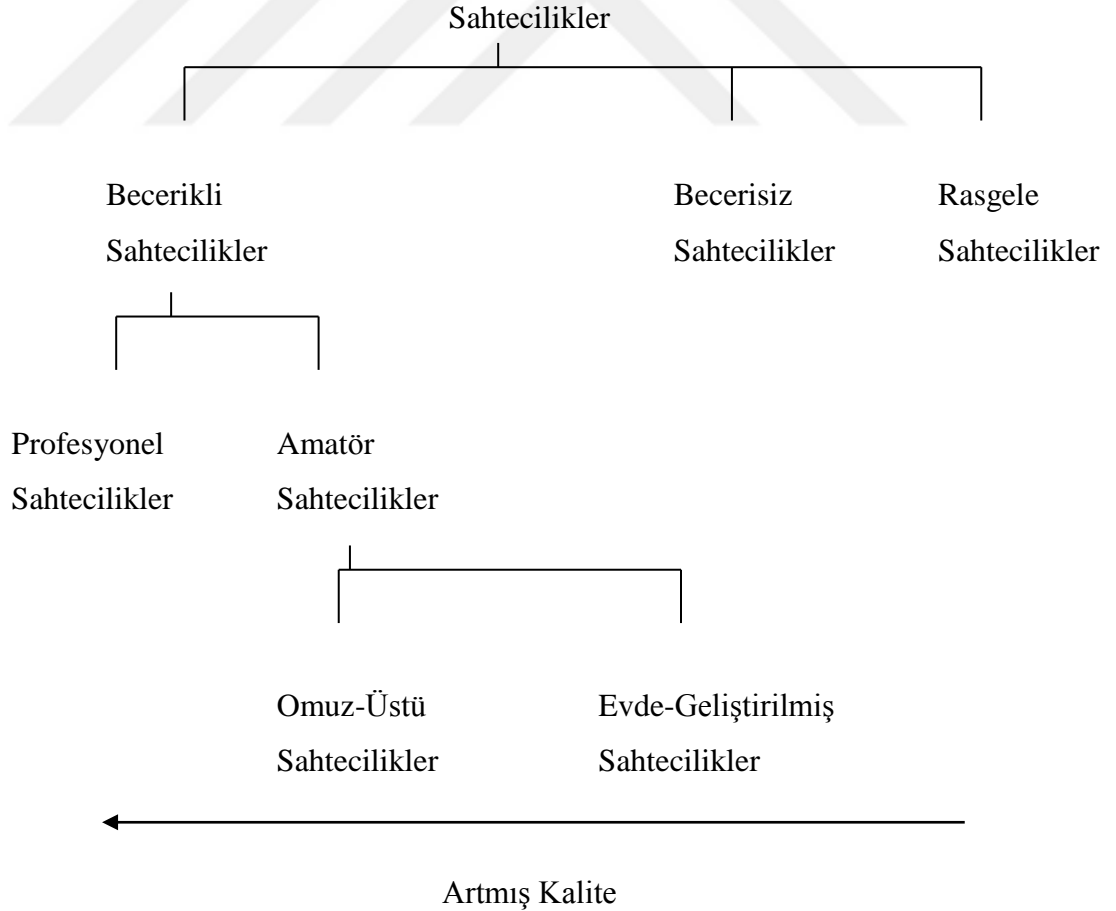 Sahtecilikler
Becerikli
Sahtecilikler
Becerisiz
Sahtecilikler
Rasgele
Sahtecilikler
Profesyonel
Sahtecilikler
Amatör
Sahtecilikler
Omuz-Üstü
Sahtecilikler
Evde-Geliştirilmiş
Sahtecilikler
Artmış Kalite